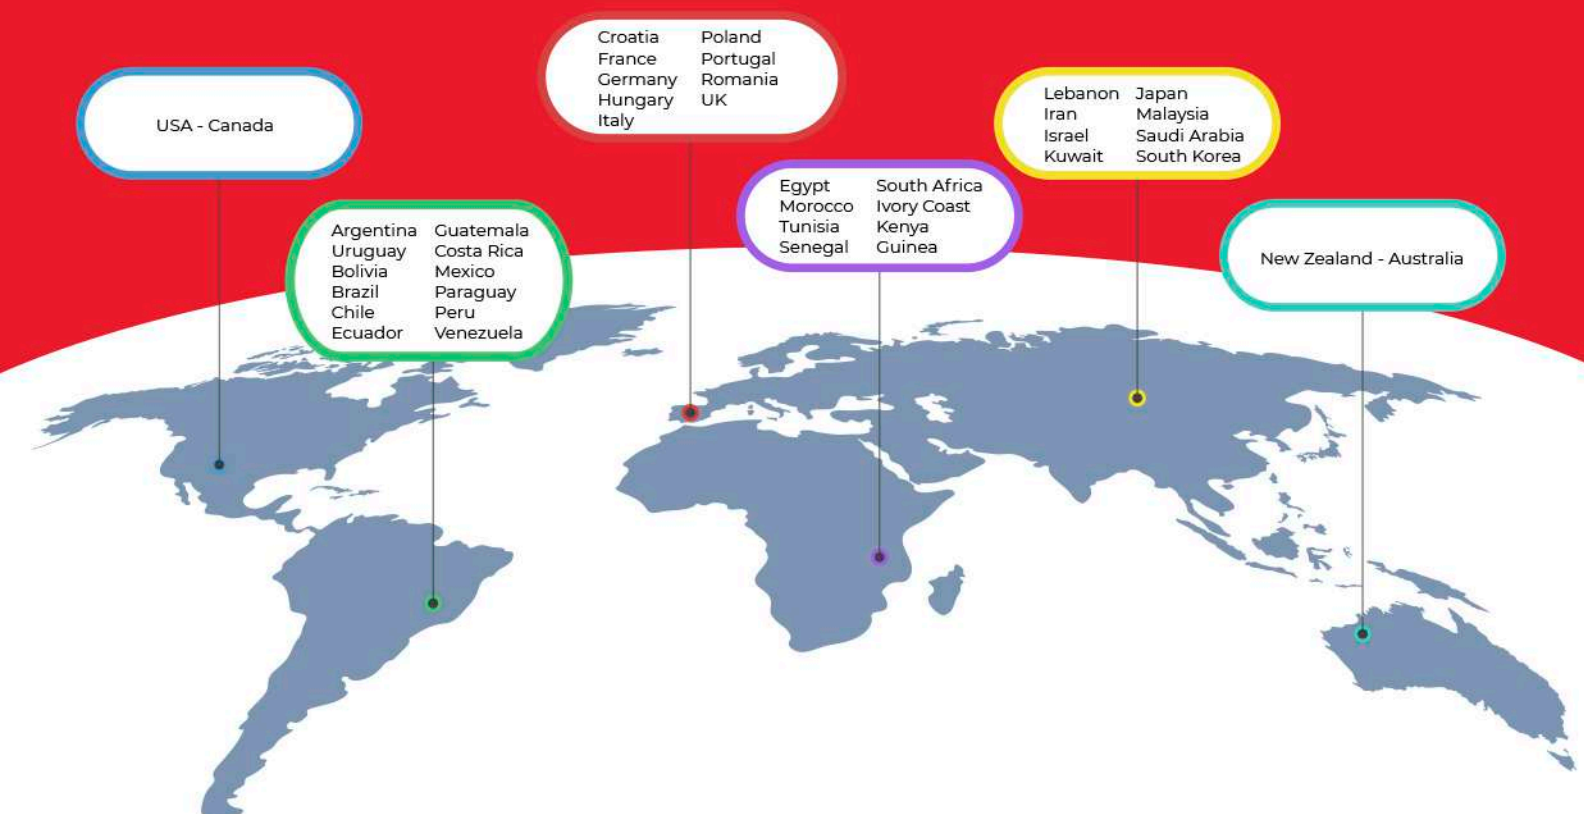 USA - Canada
Argentina Guatemala
Uruguay Costa Rica
Bolivia Mexico
Brazil Paraguay
Chile Peru
Ecuador Venezuela
Croatia Poland
France Portugal
Germany Romania
Hungary UK
Italy
Egypt South Africa
Morocco Ivory Coast
Tunisia Kenya
Senegal Guinea
Lebanon Japan
Iran Malaysia
Israel Saudi Arabia
Kuwait South Korea
New Zealand - Australia